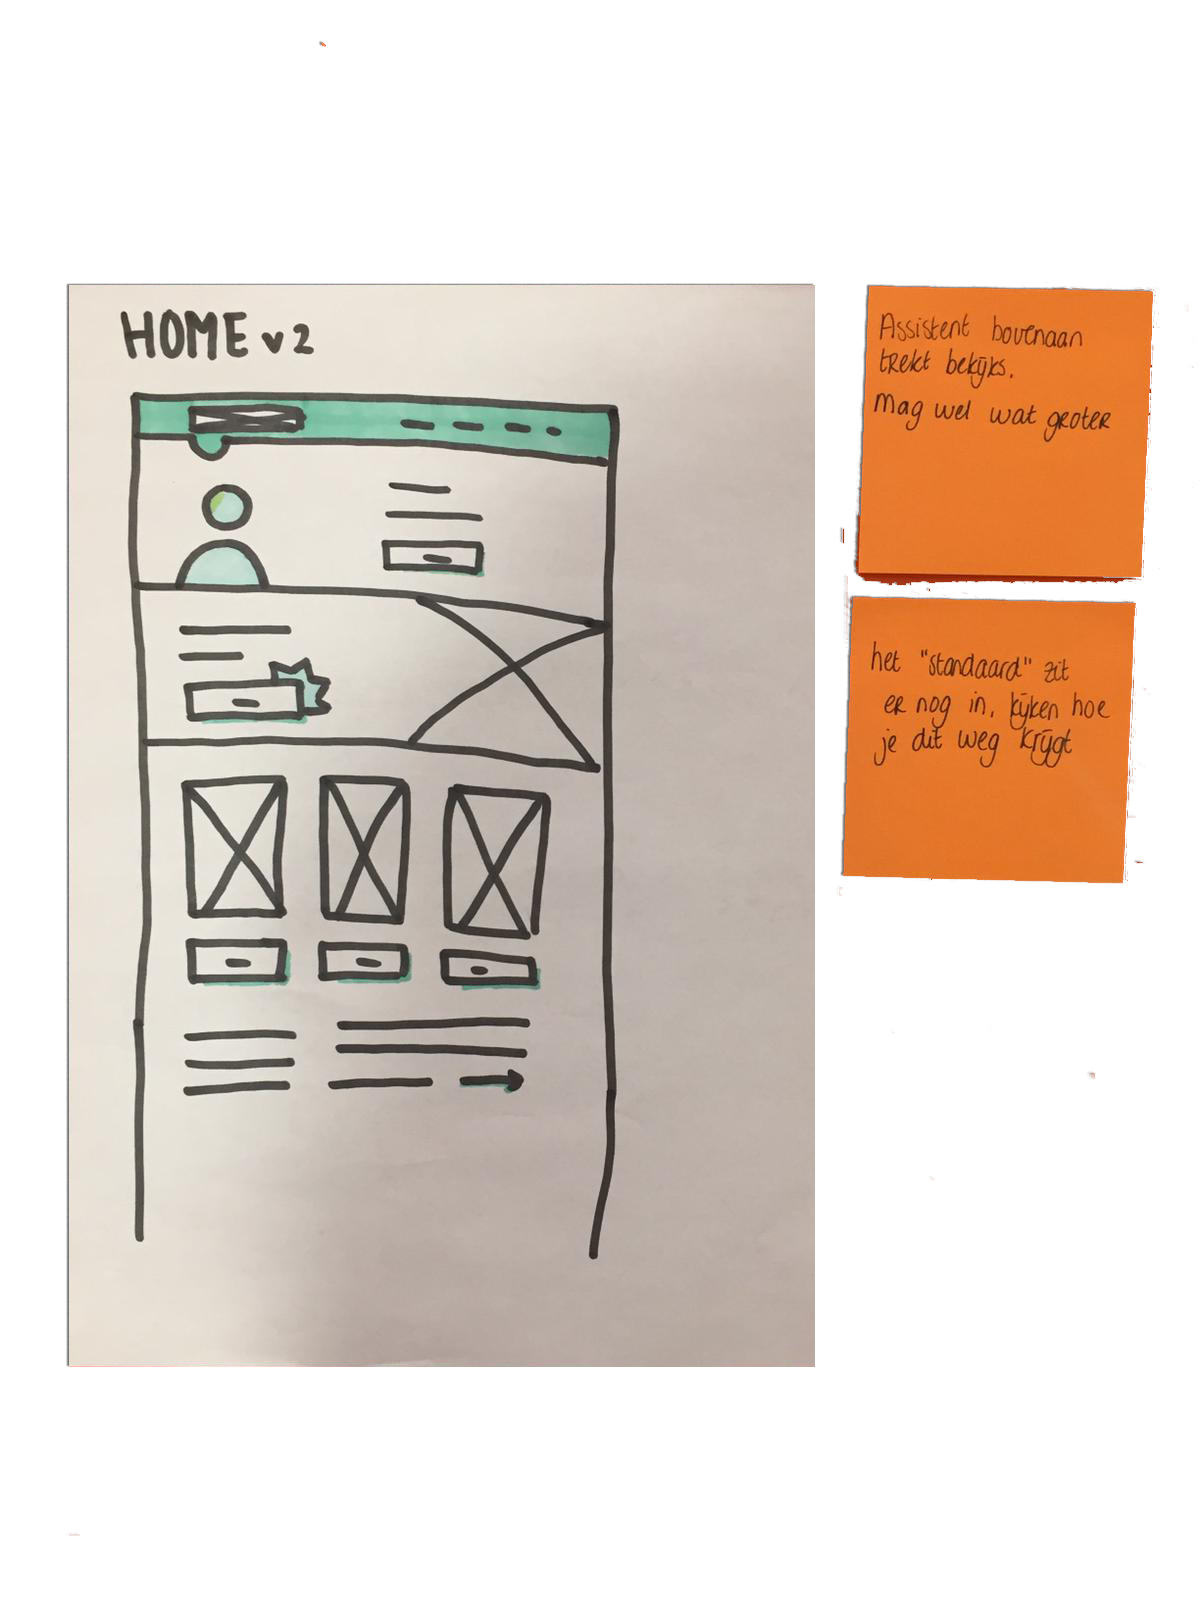 HOME v2
Assistent bovenaan
trekt bekijks.
Mag wel wat groter
het "standaard" zit
er nog in, kijken hoe
je dit weg krijgt